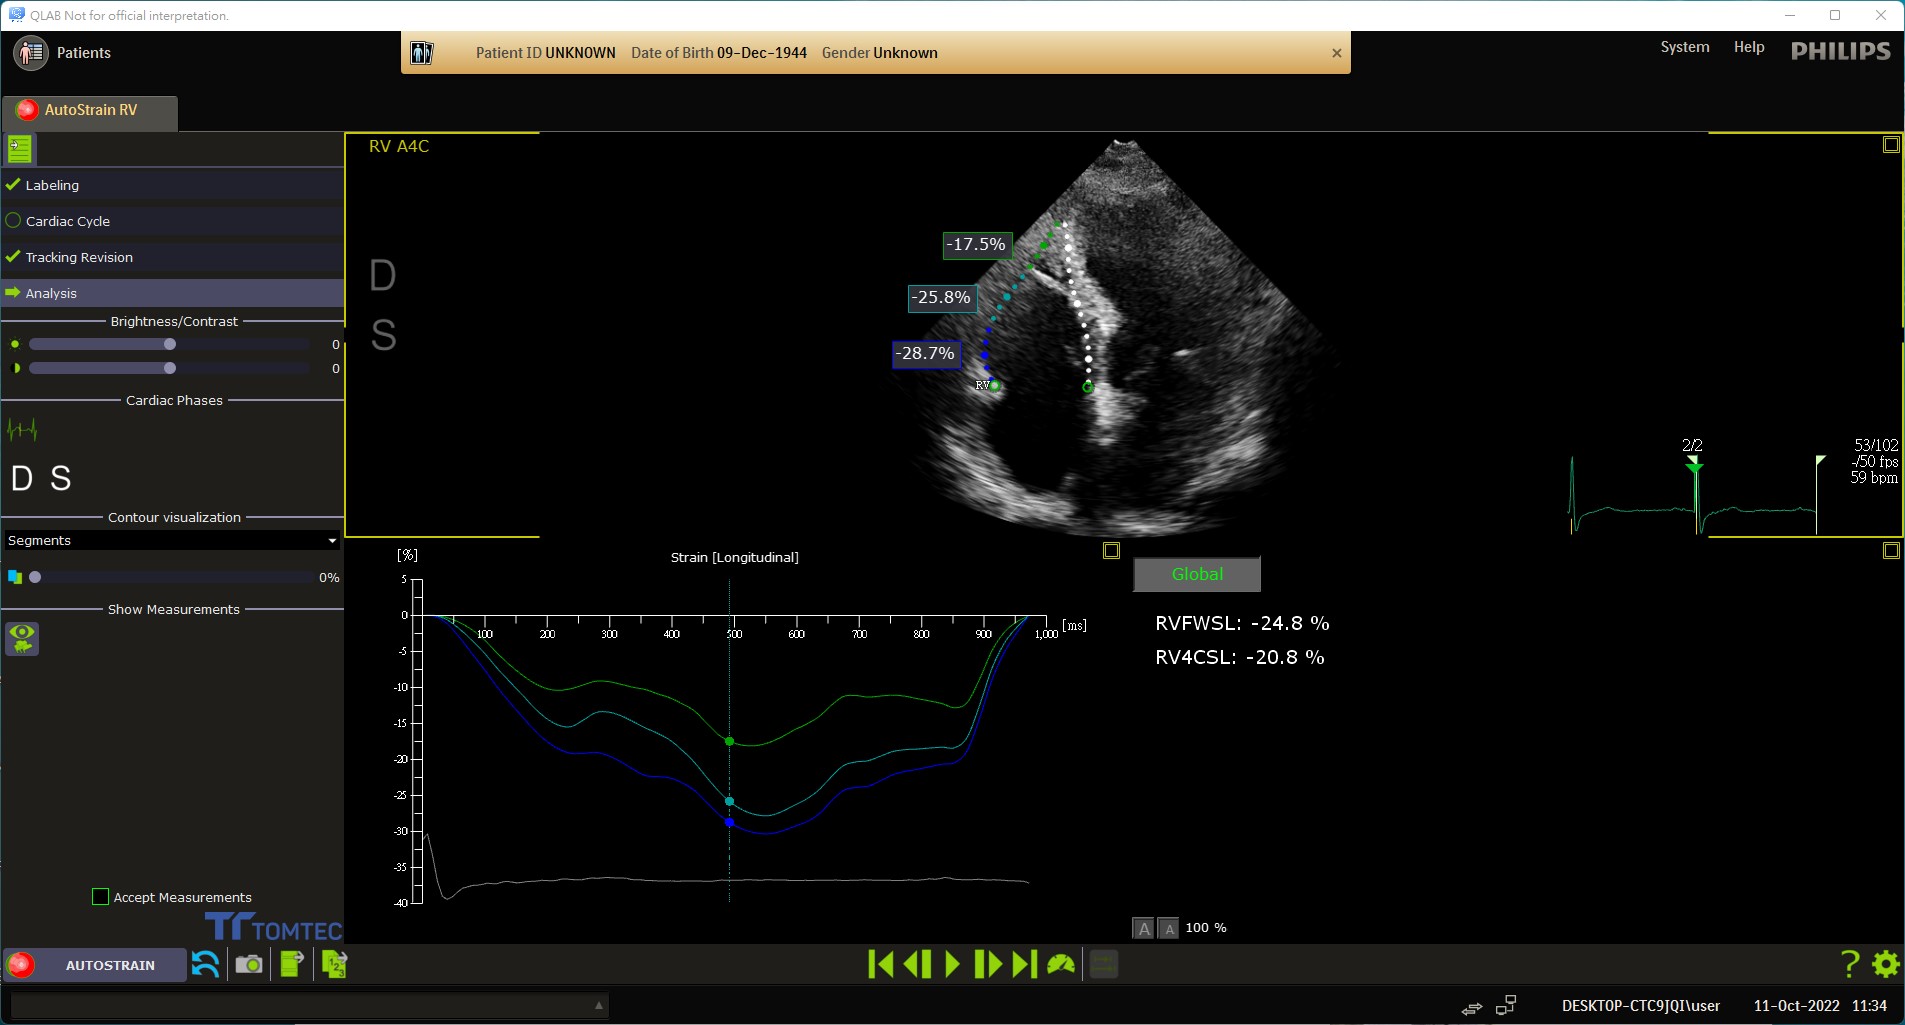 QLAB Not for official interpretation.
Patients
Patient ID UNKNOWN Date of Birth 09-Dec-1944 Gender Unknown
System Help PHILIPS
AutoStrain RV
Labeling
Cardiac Cycle
Tracking Revision
Analysis
Brightness/Contrast
0
0
Cardiac Phases
D S
Contour visualization
Segments
0%
Show Measurements
Accept Measurements
TOMTEC
RV A4C
D
S
-17.5%
-25.8%
-28.7%
RV
2/2
53/102
-/50 fps
59 bpm
[%]
Strain [Longitudinal]
5
0
-5
-10
-15
-20
-25
-30
-35
-40
100 200 300 400 500 600 700 800 900 1,000 [ms]
Global
RVFWSL: -24.8 %
RV4CSL: -20.8 %
A A 100 %
AUTOSTRAIN
123
?
DESKTOP-CTC9JQI\user 11-Oct-2022 11:34